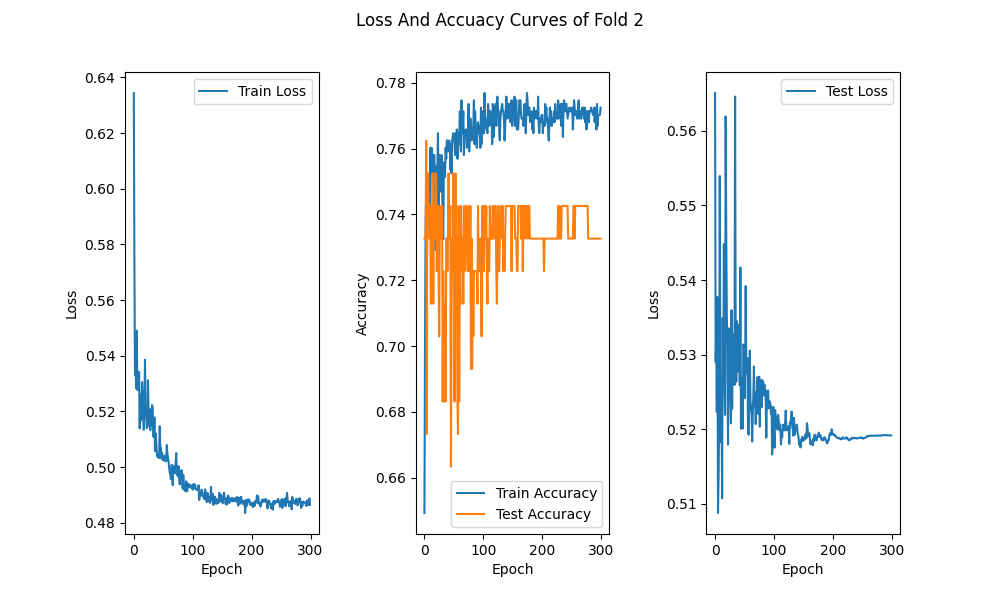 Loss And Accuacy Curves of Fold 2
Train Loss
0.64
0.62
0.60
0.58
0.56
0.54
0.52
0.50
0.48
Loss
0 100 200 300
Epoch
0.78
0.76
0.74
0.72
0.70
0.68
0.66
Accuracy
Train Accuracy
Test Accuracy
0 100 200 300
Epoch
Test Loss
0.56
0.55
0.54
0.53
0.52
0.51
Loss
0 100 200 300
Epoch